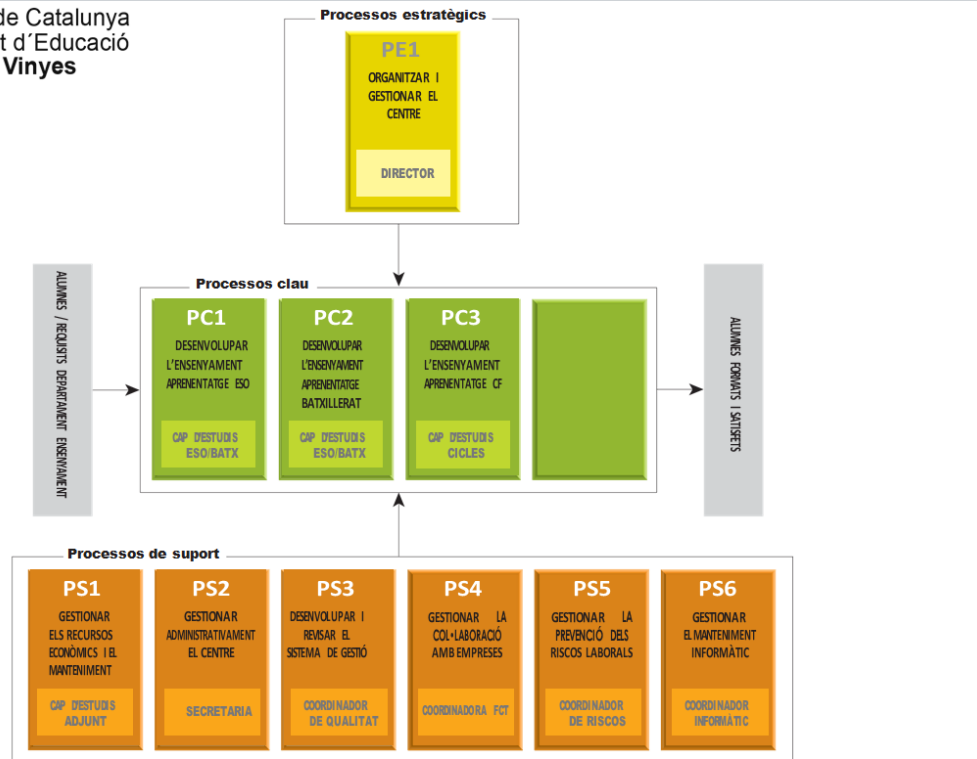 de Catalunya
t d´Educació
Vinyes
Processos estratègics
PE1
ORGANITZAR I
GESTIONAR EL
CENTRE
DIRECTOR
ALUMNES / REQUISITS DEPARTAMENT ENSENYAMENT
Processos clau
PC1
DESENVOLUPAR
L'ENSENYAMENT
APRENENTATGE ESO
CAP D'ESTUDIS
ESO/BATX
PC2
DESENVOLUPAR
L'ENSENYAMENT
APRENENTATGE
BATXILLERAT
CAP D'ESTUDIS
ESO/BATX
PC3
DESENVOLUPAR
L'ENSENYAMENT
APRENENTATGE CF
CAP D'ESTUDIS
CICLES
ALUMNES FORMATS I SATISFETS
Processos de suport
PS1
GESTIONAR
ELS RECURSOS
ECONÒMICS I EL
MANTENIMENT
CAP D'ESTUDIS
ADJUNT
PS2
GESTIONAR
ADMINISTRATIVAMENT
EL CENTRE
SECRETARIA
PS3
DESENVOLUPAR I
REVISAR EL
SISTEMA DE GESTIÓ
COORDINADOR
DE QUALITAT
PS4
GESTIONAR LA
COL•LABORACIÓ
AMB EMPRESES
COORDINADORA FCT
PS5
GESTIONAR LA
PREVENCIÓ DELS
RISCOS LABORALS
COORDINADOR
DE RISCOS
PS6
GESTIONAR
EL MANTENIMENT
INFORMÀTIC
COORDINADOR
INFORMÀTIC